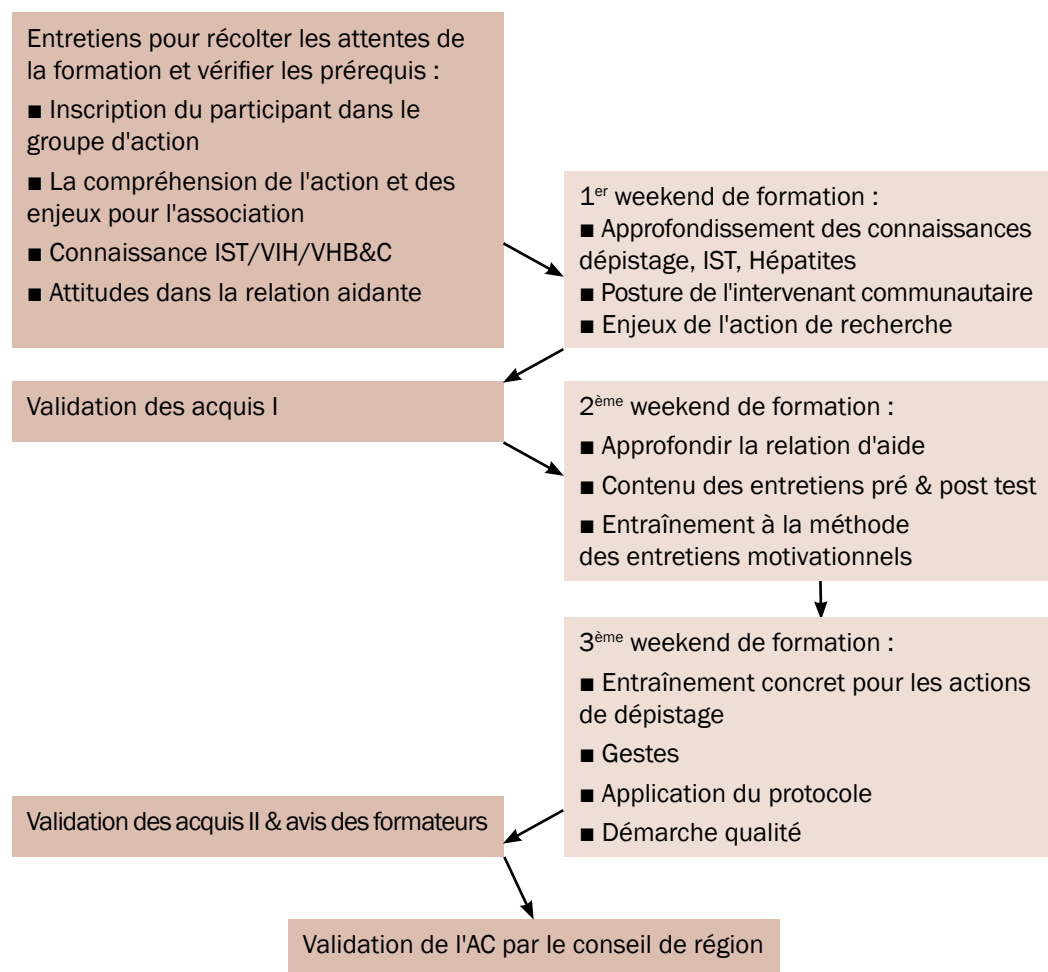 Entretiens pour récolter les attentes de
la formation et vérifier les prérequis :
■ Inscription du participant dans le
groupe d'action
■ La compréhension de l'action et des
enjeux pour l'association
■ Connaissance IST/VIH/VHB&C
■ Attitudes dans la relation aidante
1er weekend de formation :
■ Approfondissement des connaissances
dépistage, IST, Hépatites
■ Posture de l'intervenant communautaire
■ Enjeux de l'action de recherche
Validation des acquis I
2ème weekend de formation :
■ Approfondir la relation d'aide
■ Contenu des entretiens pré & post test
■ Entraînement à la méthode
des entretiens motivationnels
3ème weekend de formation :
■ Entraînement concret pour les actions
de dépistage
■ Gestes
■ Application du protocole
■ Démarche qualité
Validation des acquis II & avis des formateurs
Validation de l'AC par le conseil de région